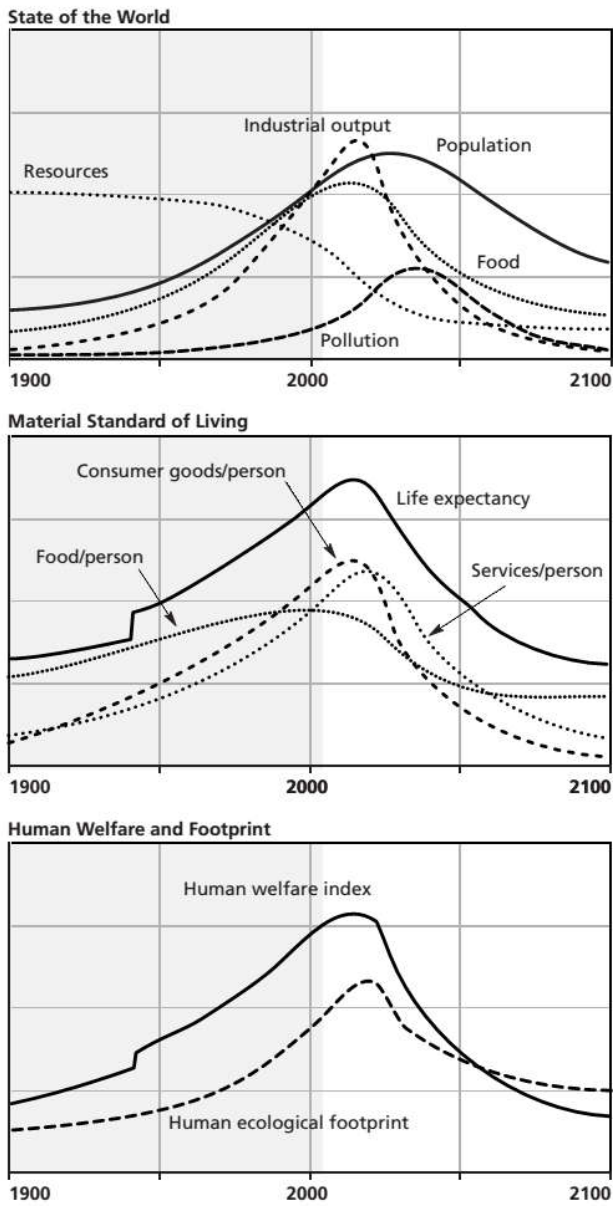 State of the World
Industrial output
Population
Resources
Food
Pollution
1900 2000 2100
Material Standard of Living
Consumer goods/person
Life expectancy
Food/person
Services/person
1900 2000 2100
Human Welfare and Footprint
Human welfare index
Human ecological footprint
1900 2000 2100